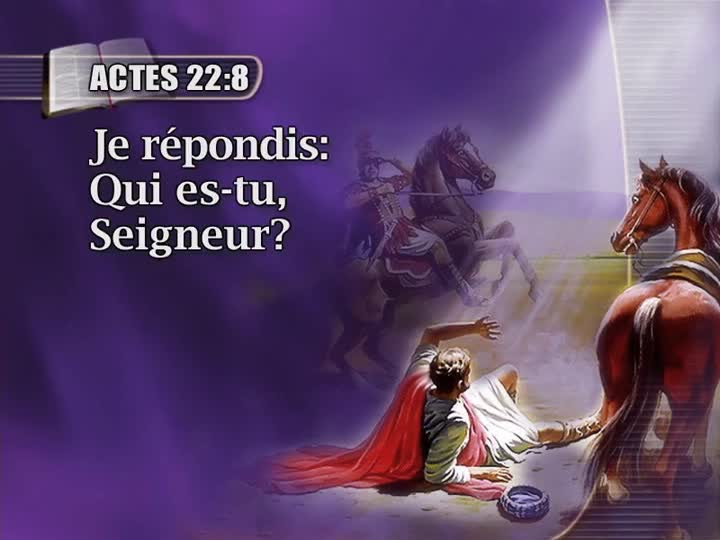 ACTES 22:8
Je répondis:
Qui es-tu,
Seigneur?